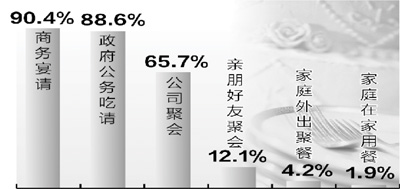 90.4%
商务宴请
88.6%
政府公务吃请
65.7%
公司聚会
12.1%
亲朋好友聚会
4.2%
家庭外出聚餐
1.9%
家庭在家用餐